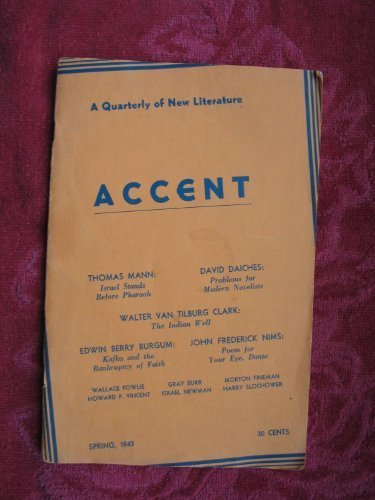 A Quarterly of New Literature
ACCENT
THOMAS MANN:
Israel Stands
Before Pharaoh
DAVID DAICHES:
Problems for
Modern Novelists
WALTER VAN TILBURG CLARK:
The Indian Well
EDWIN BERRY BURGUM:
Kafka and the
Bankruptcy of Faith
JOHN FREDERICK NIMS:
Poem for
Your Eye, Dante
WALLACE FOWLIE
HOWARD P. VINCENT
GRAY BURR
ISRAEL NEWMAN
MORTON FINEMAN
HARRY SLOCHOWER
SPRING, 1943
30 CENTS